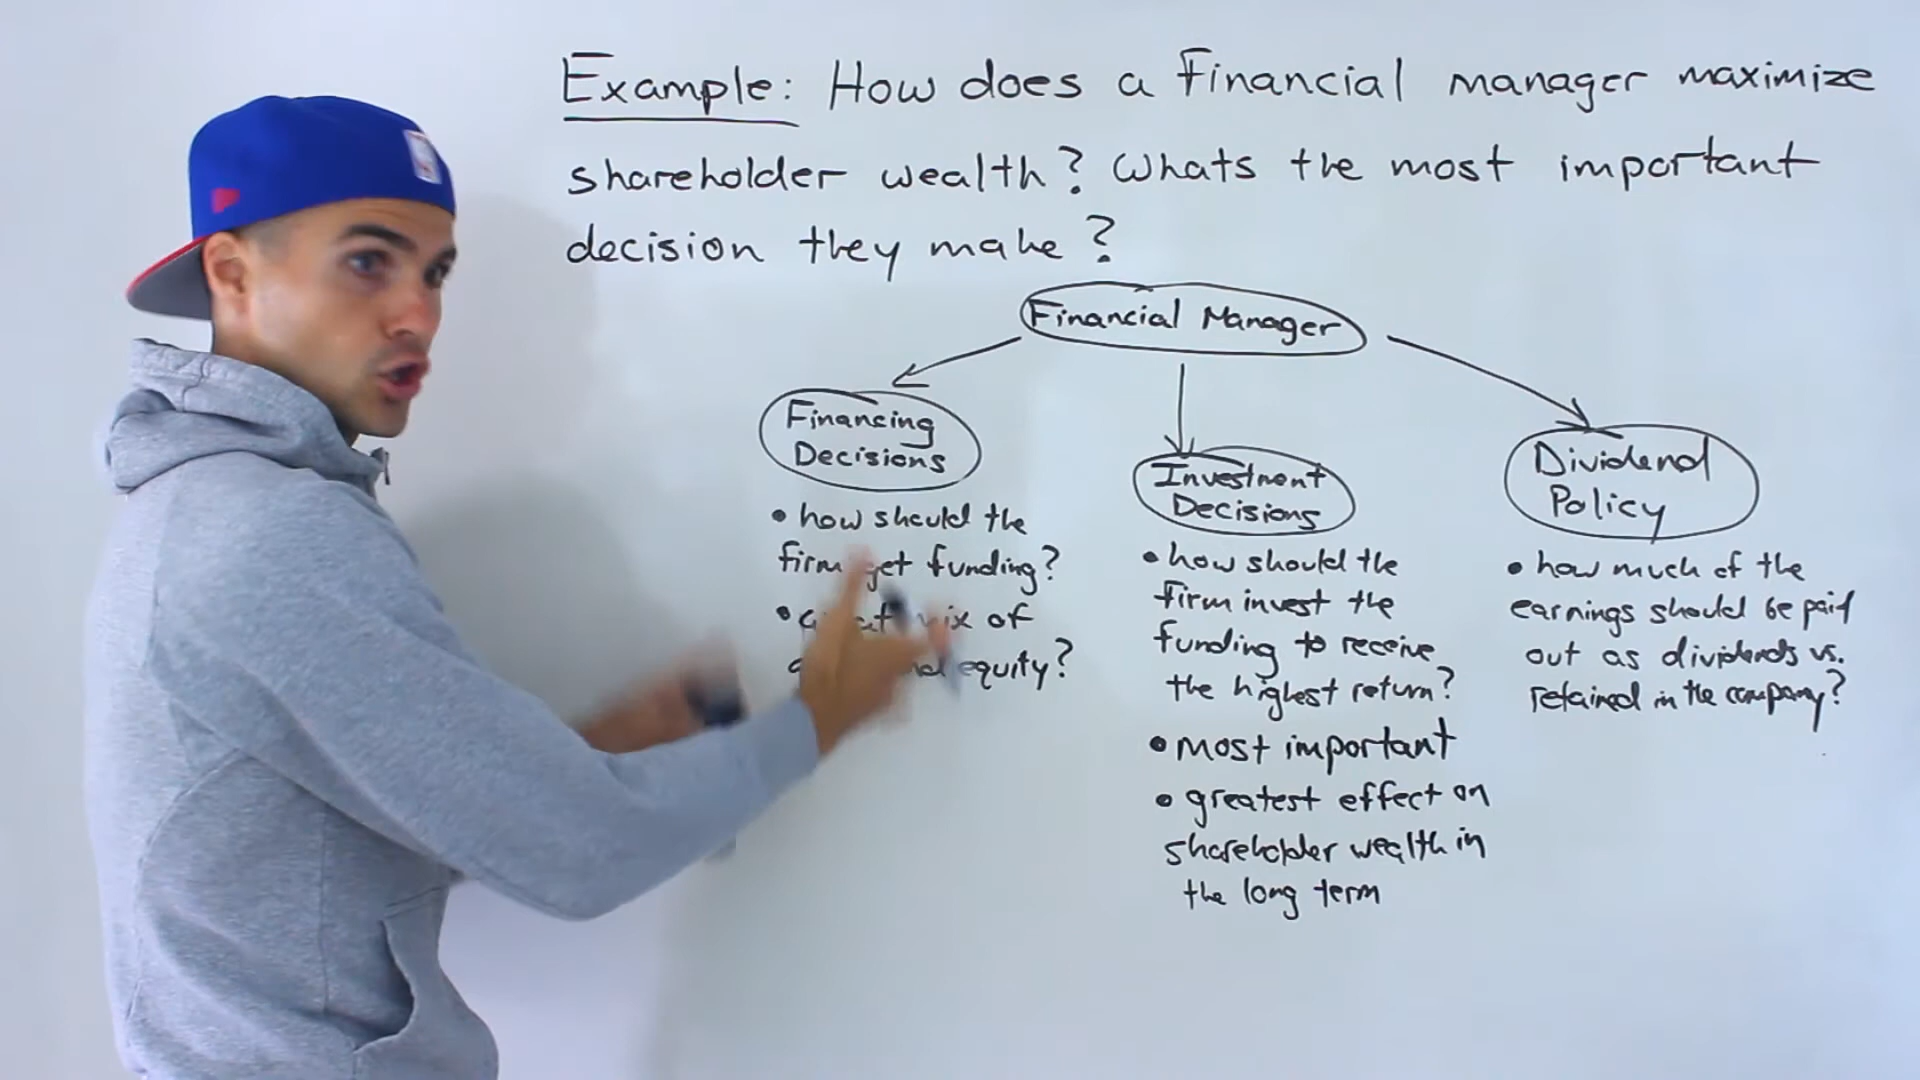 Example: How does a financial manager maximize
shareholder wealth? Whats the most important
decision they make?
Financial Manager
Financing
Decisions
• how should the
firm get funding?
• mix of
equity?
Investment
Decisions
• how should the
firm invest the
funding to receive
the highest return?
• most important
• greatest effect on
shareholder wealth in
the long term
Dividend
Policy
• how much of the
earnings should be paid
out as dividends vs.
retained in the company?